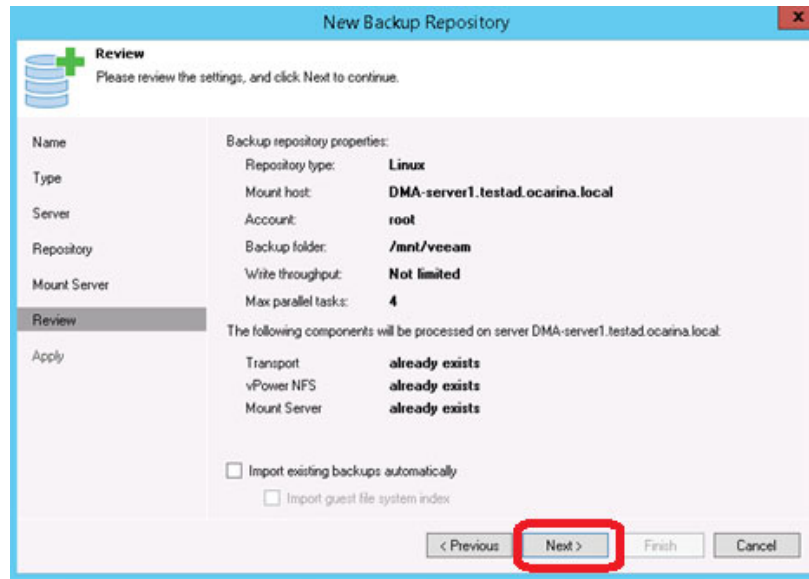 New Backup Repository
x
Review
Please review the settings, and click Next to continue.
Name
Type
Server
Repository
Mount Server
Review
Apply
Backup repository properties:
Repository type: Linux
Mount host: DMA-server1.testad.ocarina.local
Account: root
Backup folder: /mnt/veeam
Write throughput: Not limited
Max parallel tasks: 4
The following components will be processed on server DMA-server1.testad.ocarina.local:
Transport already exists
vPower NFS already exists
Mount Server already exists
Import existing backups automatically
Import guest file system index
< Previous Next > Finish Cancel